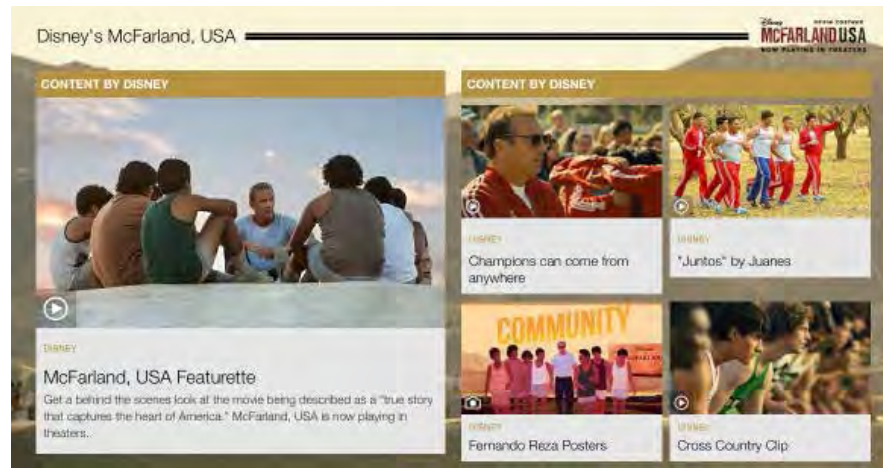 Disney's McFarland, USA
Disney
KEVIN COSTNER
McFARLAND USA
NOW PLAYING IN THEATERS
CONTENT BY DISNEY
DISNEY
McFarland, USA Featurette
Get a behind the scenes look at the movie being described as a "true story
that captures the heart of America." McFarland, USA is now playing in
theaters.
CONTENT BY DISNEY
DISNEY
Champions can come from
anywhere
DISNEY
"Juntos" by Juanes
COMMUNITY
DISNEY
Fernando Reza Posters
DISNEY
Cross Country Clip